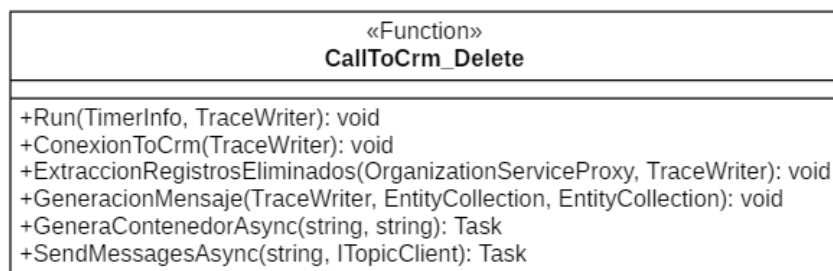 «Function»
CallToCrm_Delete
+Run(TimerInfo, TraceWriter): void
+ConexionToCrm(TraceWriter): void
+ExtraccionRegistrosEliminados(OrganizationServiceProxy, TraceWriter): void
+GeneracionMensaje(TraceWriter, EntityCollection, EntityCollection): void
+GeneraContenedorAsync(string, string): Task
+SendMessagesAsync(string, ITopicClient): Task